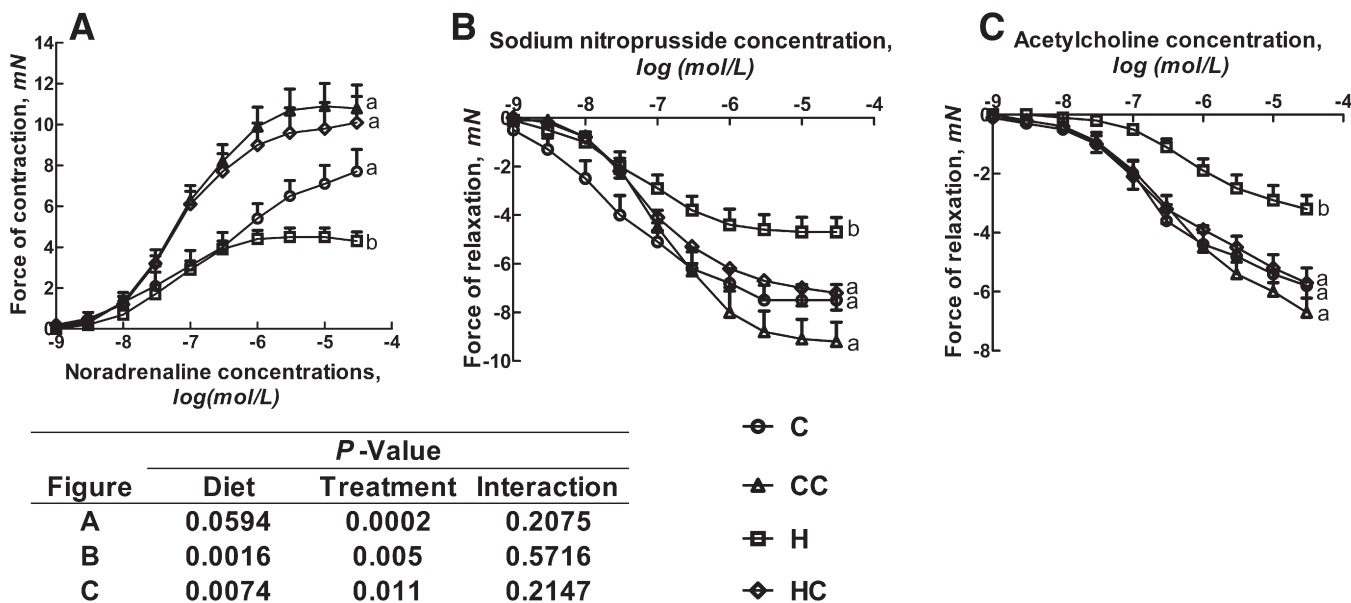 A
14
12
10
8
6
4
2
0
-9 -8 -7 -6 -5 -4
Force of contraction, mN
Noradrenaline concentrations,
log(mol/L)
a
a
a
b
B
Sodium nitroprusside concentration,
log (mol/L)
-9 -8 -7 -6 -5 -4
0
-2
-4
-6
-8
-10
Force of relaxation, mN
b
a
a
a
C
Acetylcholine concentration,
log (mol/L)
-9 -8 -7 -6 -5 -4
0
-2
-4
-6
-8
Force of relaxation, mN
b
a
a
a
P -Value
Figure Diet Treatment Interaction
A 0.0594 0.0002 0.2075
B 0.0016 0.005 0.5716
C 0.0074 0.011 0.2147
C
CC
H
HC